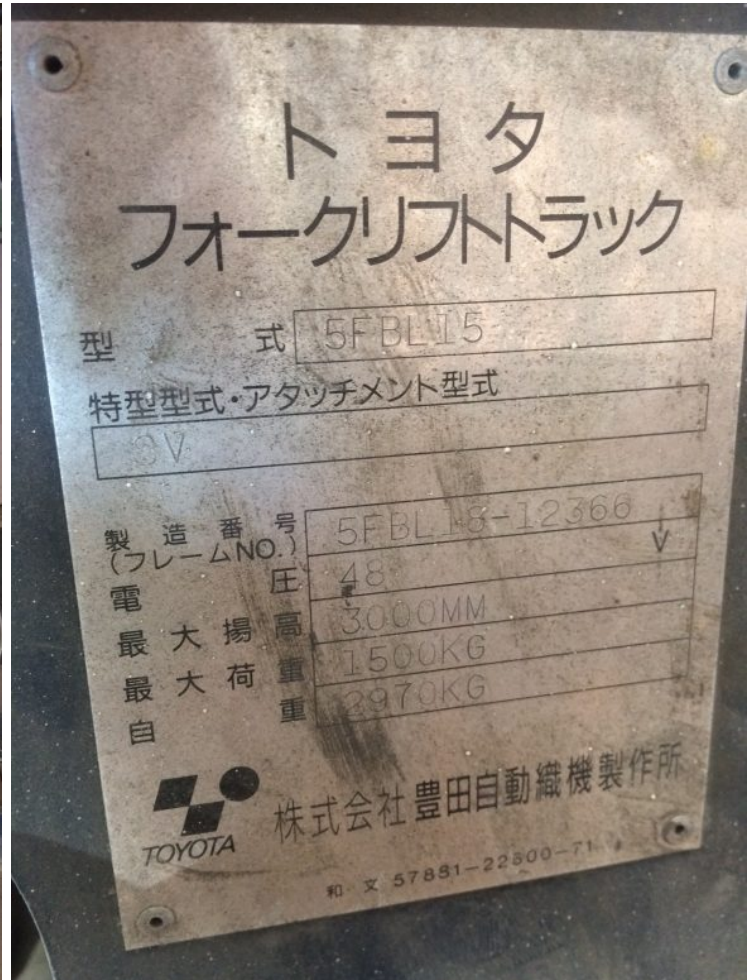 トヨタ
フォークリフトトラック
型式 5FBL15
特型型式・アタッチメント型式
3V
製造番号 5FBL18-12366
(フレームNO.)
電圧 48 V
最大揚高 3000MM
最大荷重 1500KG
自重 2970KG
TOYOTA 株式会社豊田自動織機製作所
和文 57881-22800-71